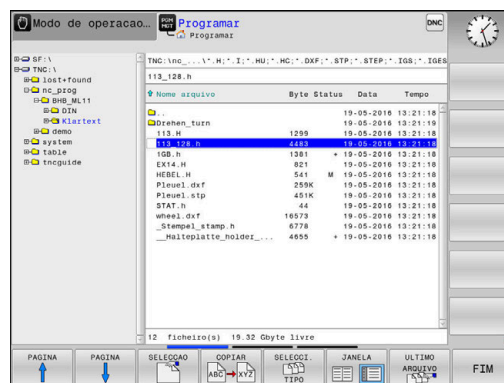 Modo de operacao...
PGM
MGT
Programar
Programar
DNC
SF:\
TNC:\
lost+found
nc_prog
BHB_ML11
DIN
Klartext
demo
system
table
tncguide
TNC:\nc_...\*.H;*.I;*.HU;*.HC;*.DXF;*.STP;*.STEP;*.IGS;*.IGES
113_128.h
Nome arquivo Byte Status Data Tempo
.. 19-05-2016 13:21:18
Drehen_turn 19-05-2016 13:21:19
113.H 1299 19-05-2016 13:21:18
113_128.h 4483 19-05-2016 13:21:18
1GB.h 1381 + 19-05-2016 13:21:18
EX14.H 821 19-05-2016 13:21:18
HEBEL.H 541 M 19-05-2016 13:21:18
Pleuel.dxf 259K 19-05-2016 13:21:18
Pleuel.stp 451K 19-05-2016 13:21:18
STAT.h 44 19-05-2016 13:21:18
wheel.dxf 16573 19-05-2016 13:21:18
_Stempel_stamp.h 6778 19-05-2016 13:21:18
__Halteplatte_holder_... 4655 + 19-05-2016 13:21:18
12 ficheiro(s) 19.32 Gbyte livre
PAGINA
PAGINA
SELECCAO
COPIAR
ABC XYZ
SELECCI.
TIPO
JANELA
ULTIMO
ARQUIVO
FIM